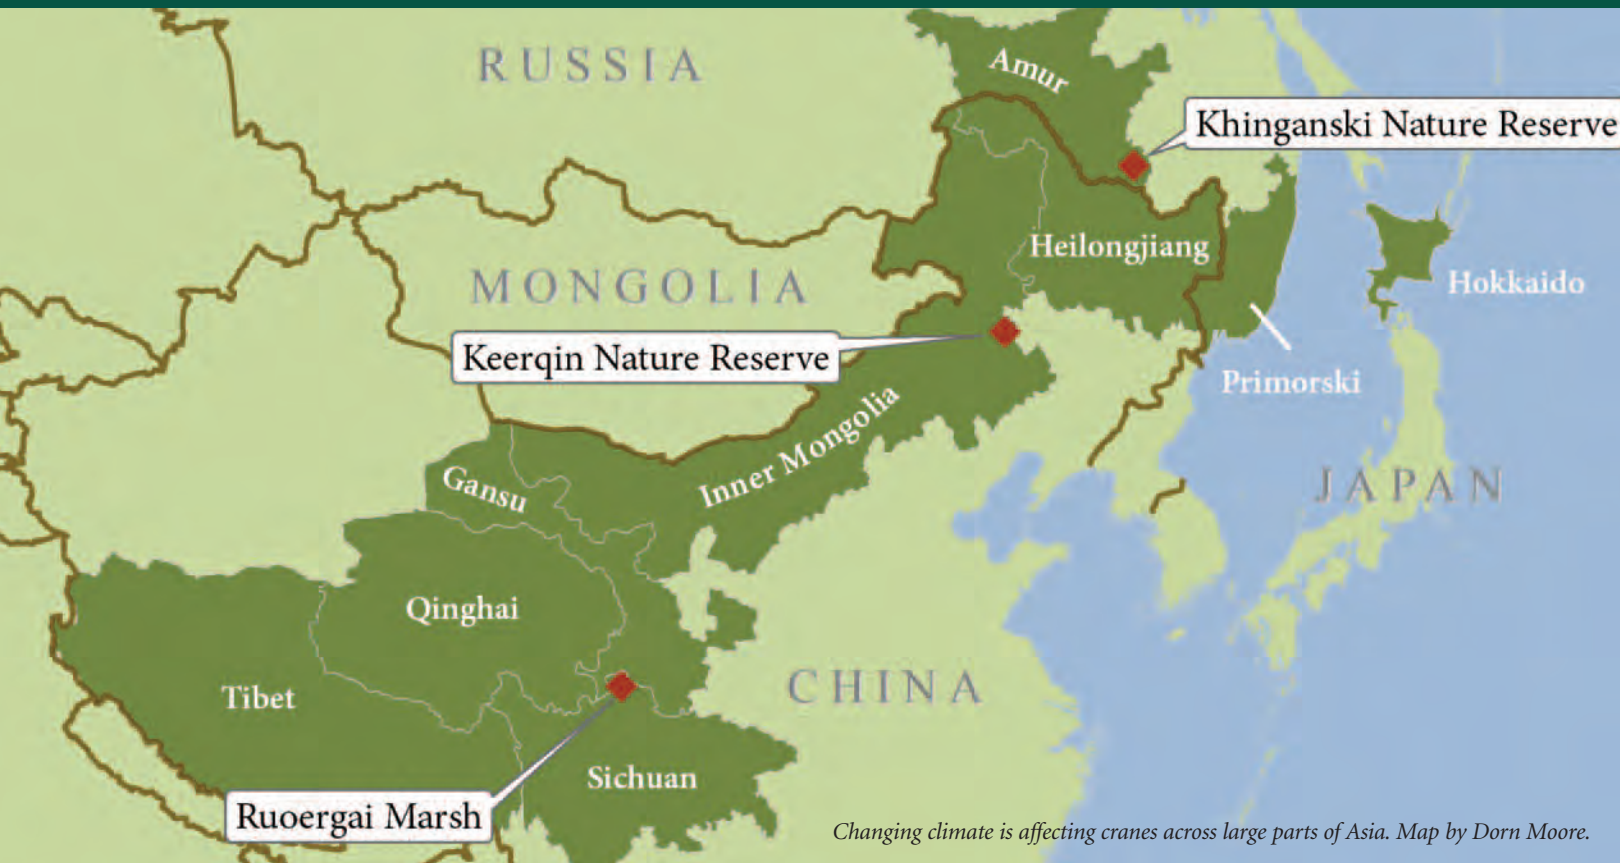 RUSSIA
Amur
Khinganski Nature Reserve
Heilongjiang
MONGOLIA
Hokkaido
Keerqin Nature Reserve
Primorski
Inner Mongolia
Gansu
JAPAN
Qinghai
CHINA
Tibet
Sichuan
Ruoergai Marsh
Changing climate is affecting cranes across large parts of Asia. Map by Dorn Moore.